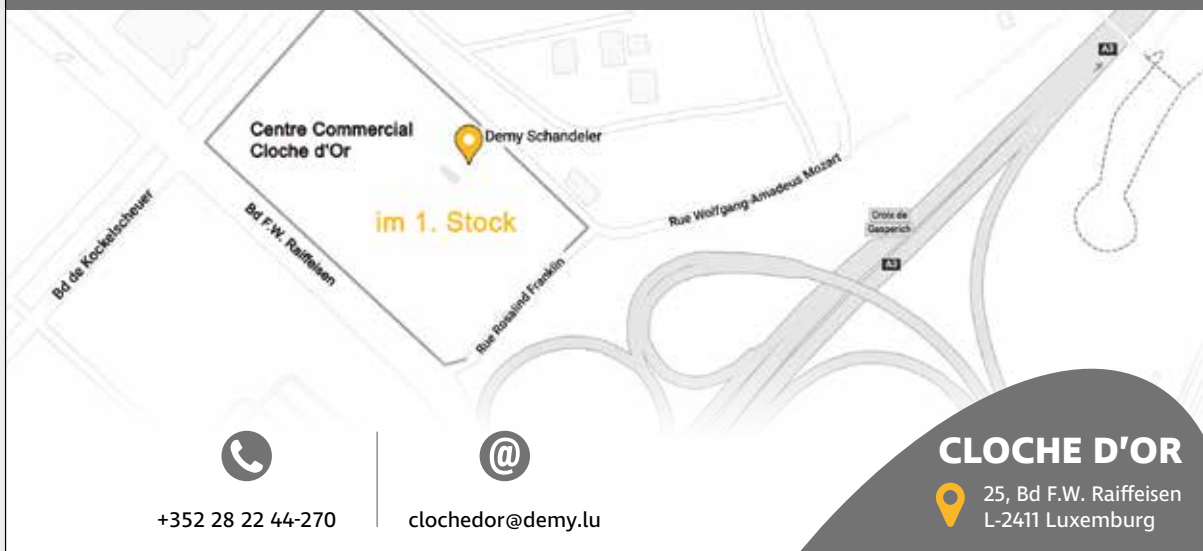 A3
Centre Commercial
Cloche d'Or
Demy Schandeler
im 1. Stock
Rue Wolfgang Amadeus Mozart
Croix de
Gasperich
A3
Bd de Kockelscheuer
Bd F.W. Raiffeisen
Rue Rosalind Franklin
@
CLOCHE D'OR
25, Bd F.W. Raiffeisen
L-2411 Luxemburg
+352 28 22 44-270
clochedor@demy.lu